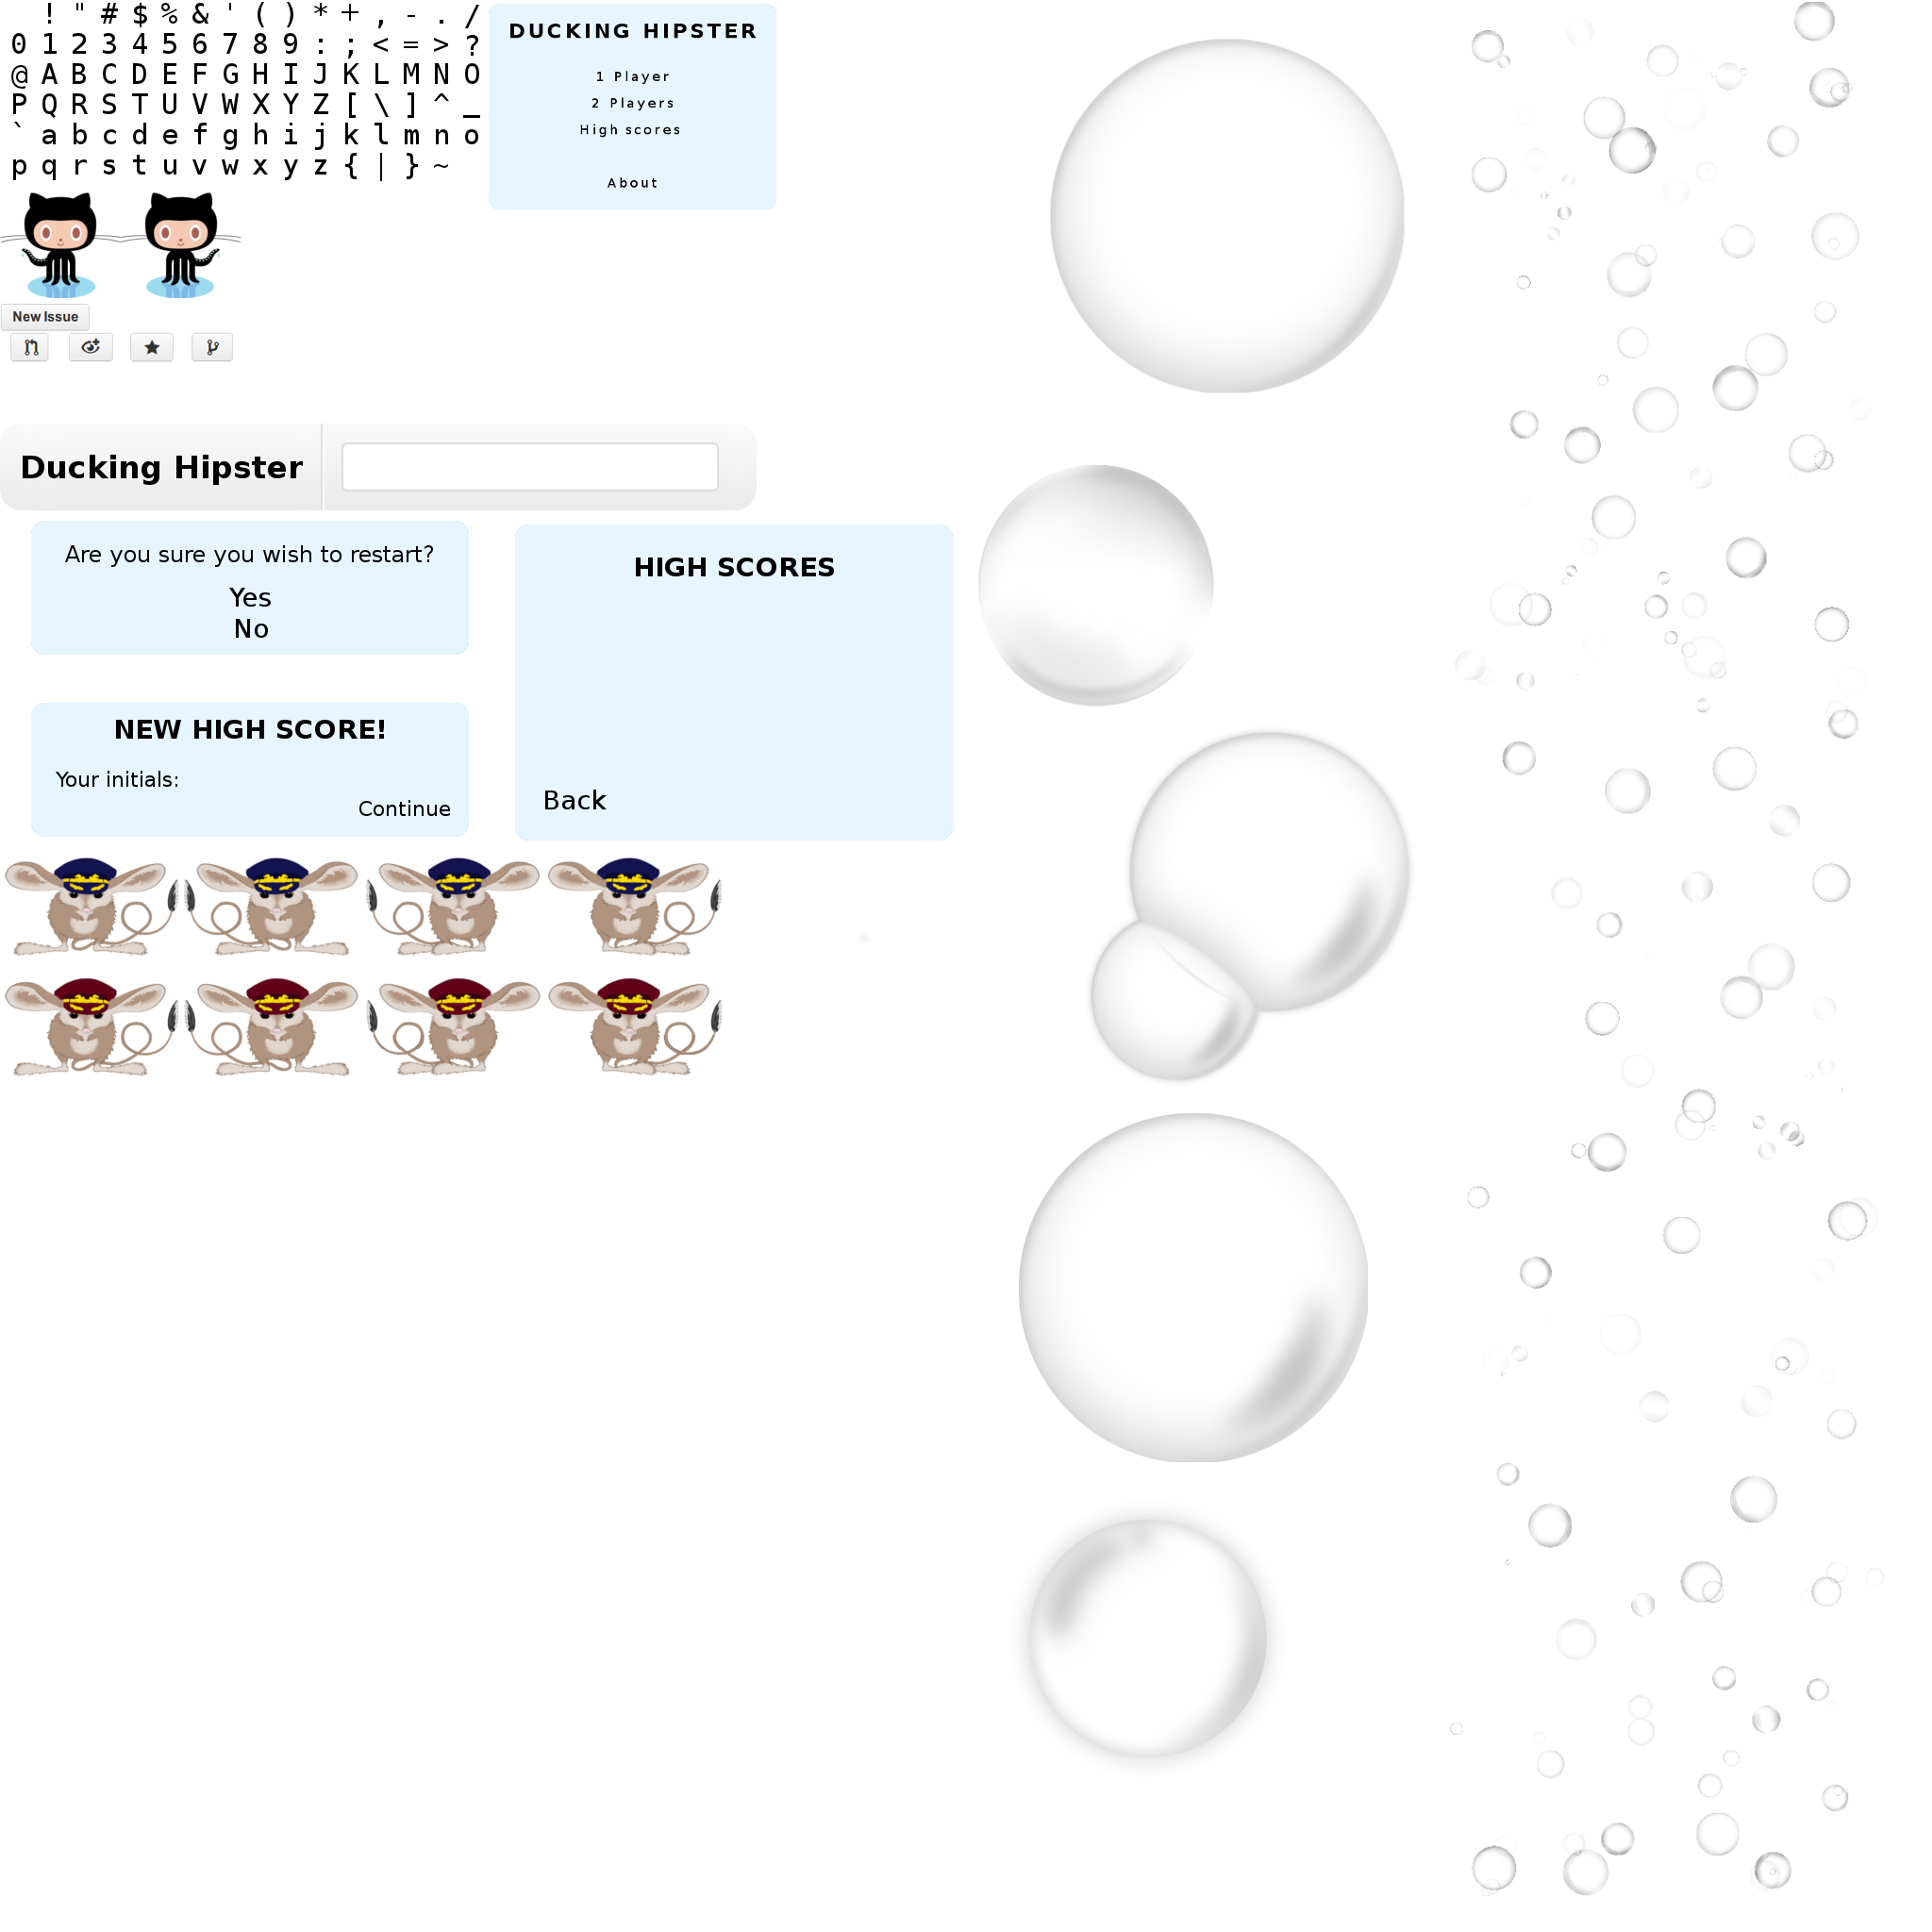 ! " # $ % & ' ( ) * + , - . /
0 1 2 3 4 5 6 7 8 9 : ; < = > ?
@ A B C D E F G H I J K L M N O
P Q R S T U V W X Y Z [ \ ] ^ _
` a b c d e f g h i j k l m n o
p q r s t u v w x y z { | } ~
DUCKING HIPSTER
1 Player
2 Players
High scores
About
New Issue
Ducking Hipster
Are you sure you wish to restart?
Yes
No
HIGH SCORES
Back
NEW HIGH SCORE!
Your initials:
Continue